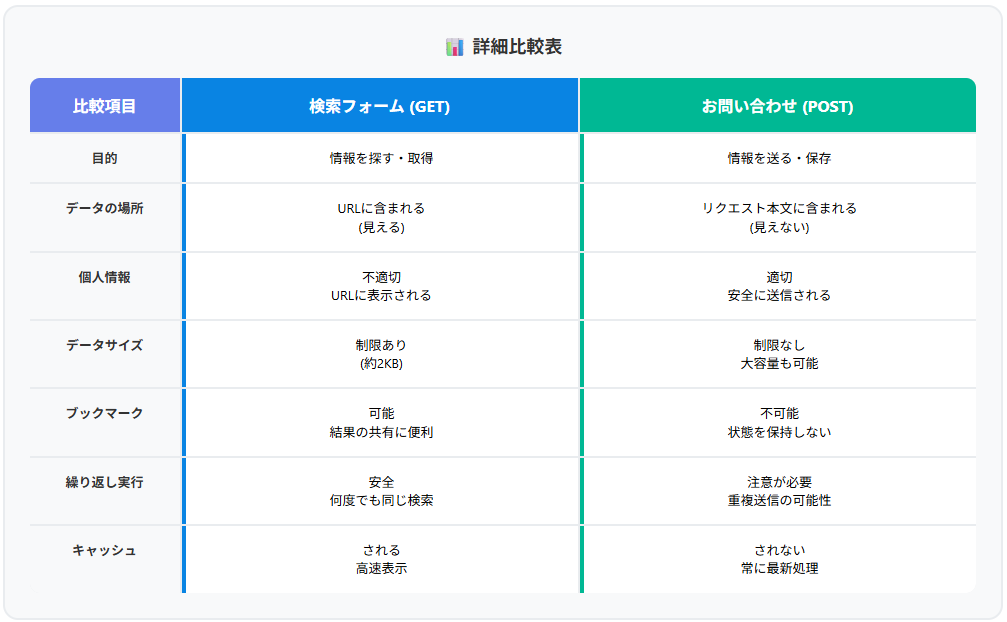 📊 詳細比較表
比較項目 検索フォーム (GET) お問い合わせ (POST)
目的 情報を探す・取得 情報を送る・保存
データの場所 URLに含まれる リクエスト本文に含まれる
(見える) (見えない)
個人情報 不適切 適切
URLに表示される 安全に送信される
データサイズ 制限あり 制限なし
(約2KB) 大容量も可能
ブックマーク 可能 不可能
結果の共有に便利 状態を保持しない
繰り返し実行 安全 注意が必要
何度でも同じ検索 重複送信の可能性
キャッシュ される されない
高速表示 常に最新処理